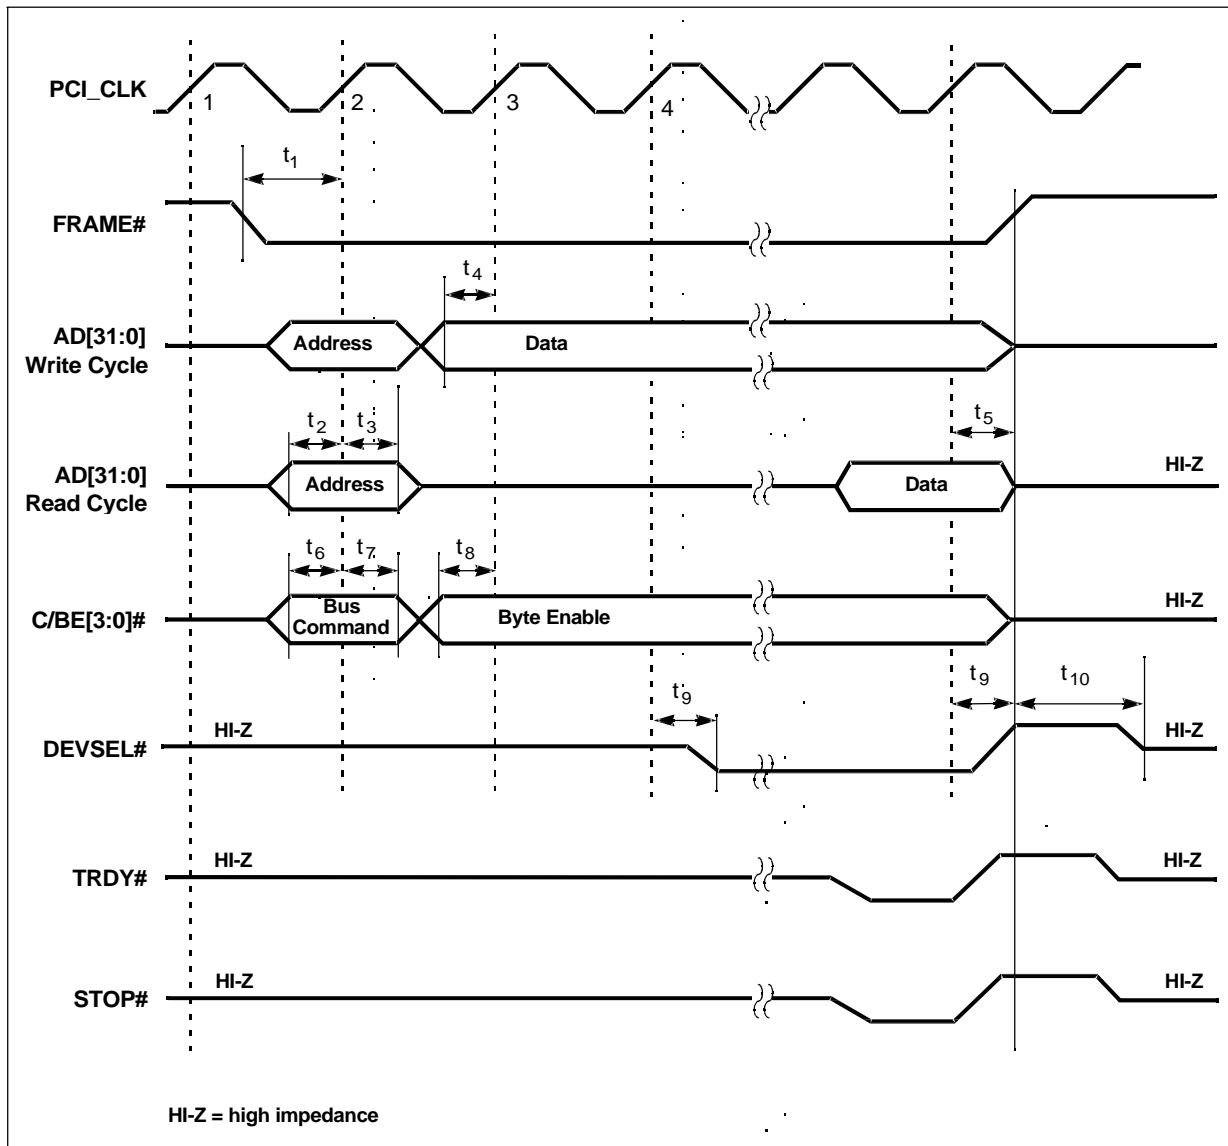 PCI_CLK
1
2
3
4
t1
FRAME#
t4
AD[31:0]
Write Cycle
Address
Data
t2
t3
t5
AD[31:0]
Read Cycle
Address
Data
HI-Z
t6
t7
t8
C/BE[3:0]#
Bus
Command
Byte Enable
HI-Z
t9
t9
t10
DEVSEL#
HI-Z
HI-Z
TRDY#
HI-Z
HI-Z
STOP#
HI-Z
HI-Z
HI-Z = high impedance